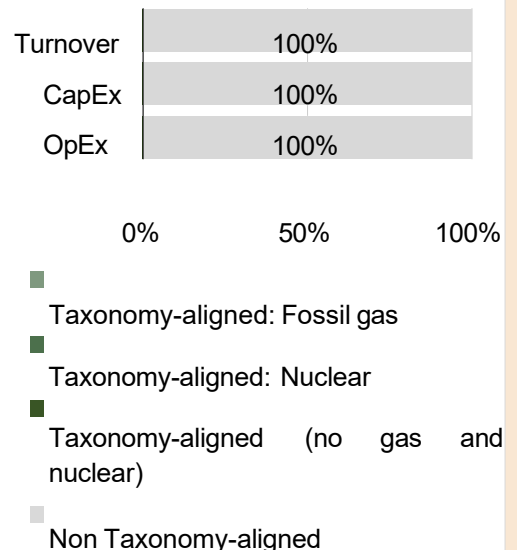 Turnover 100%
CapEx 100%
OpEx 100%
0% 50% 100%
Taxonomy-aligned: Fossil gas
Taxonomy-aligned: Nuclear
Taxonomy-aligned (no gas and
nuclear)
Non Taxonomy-aligned